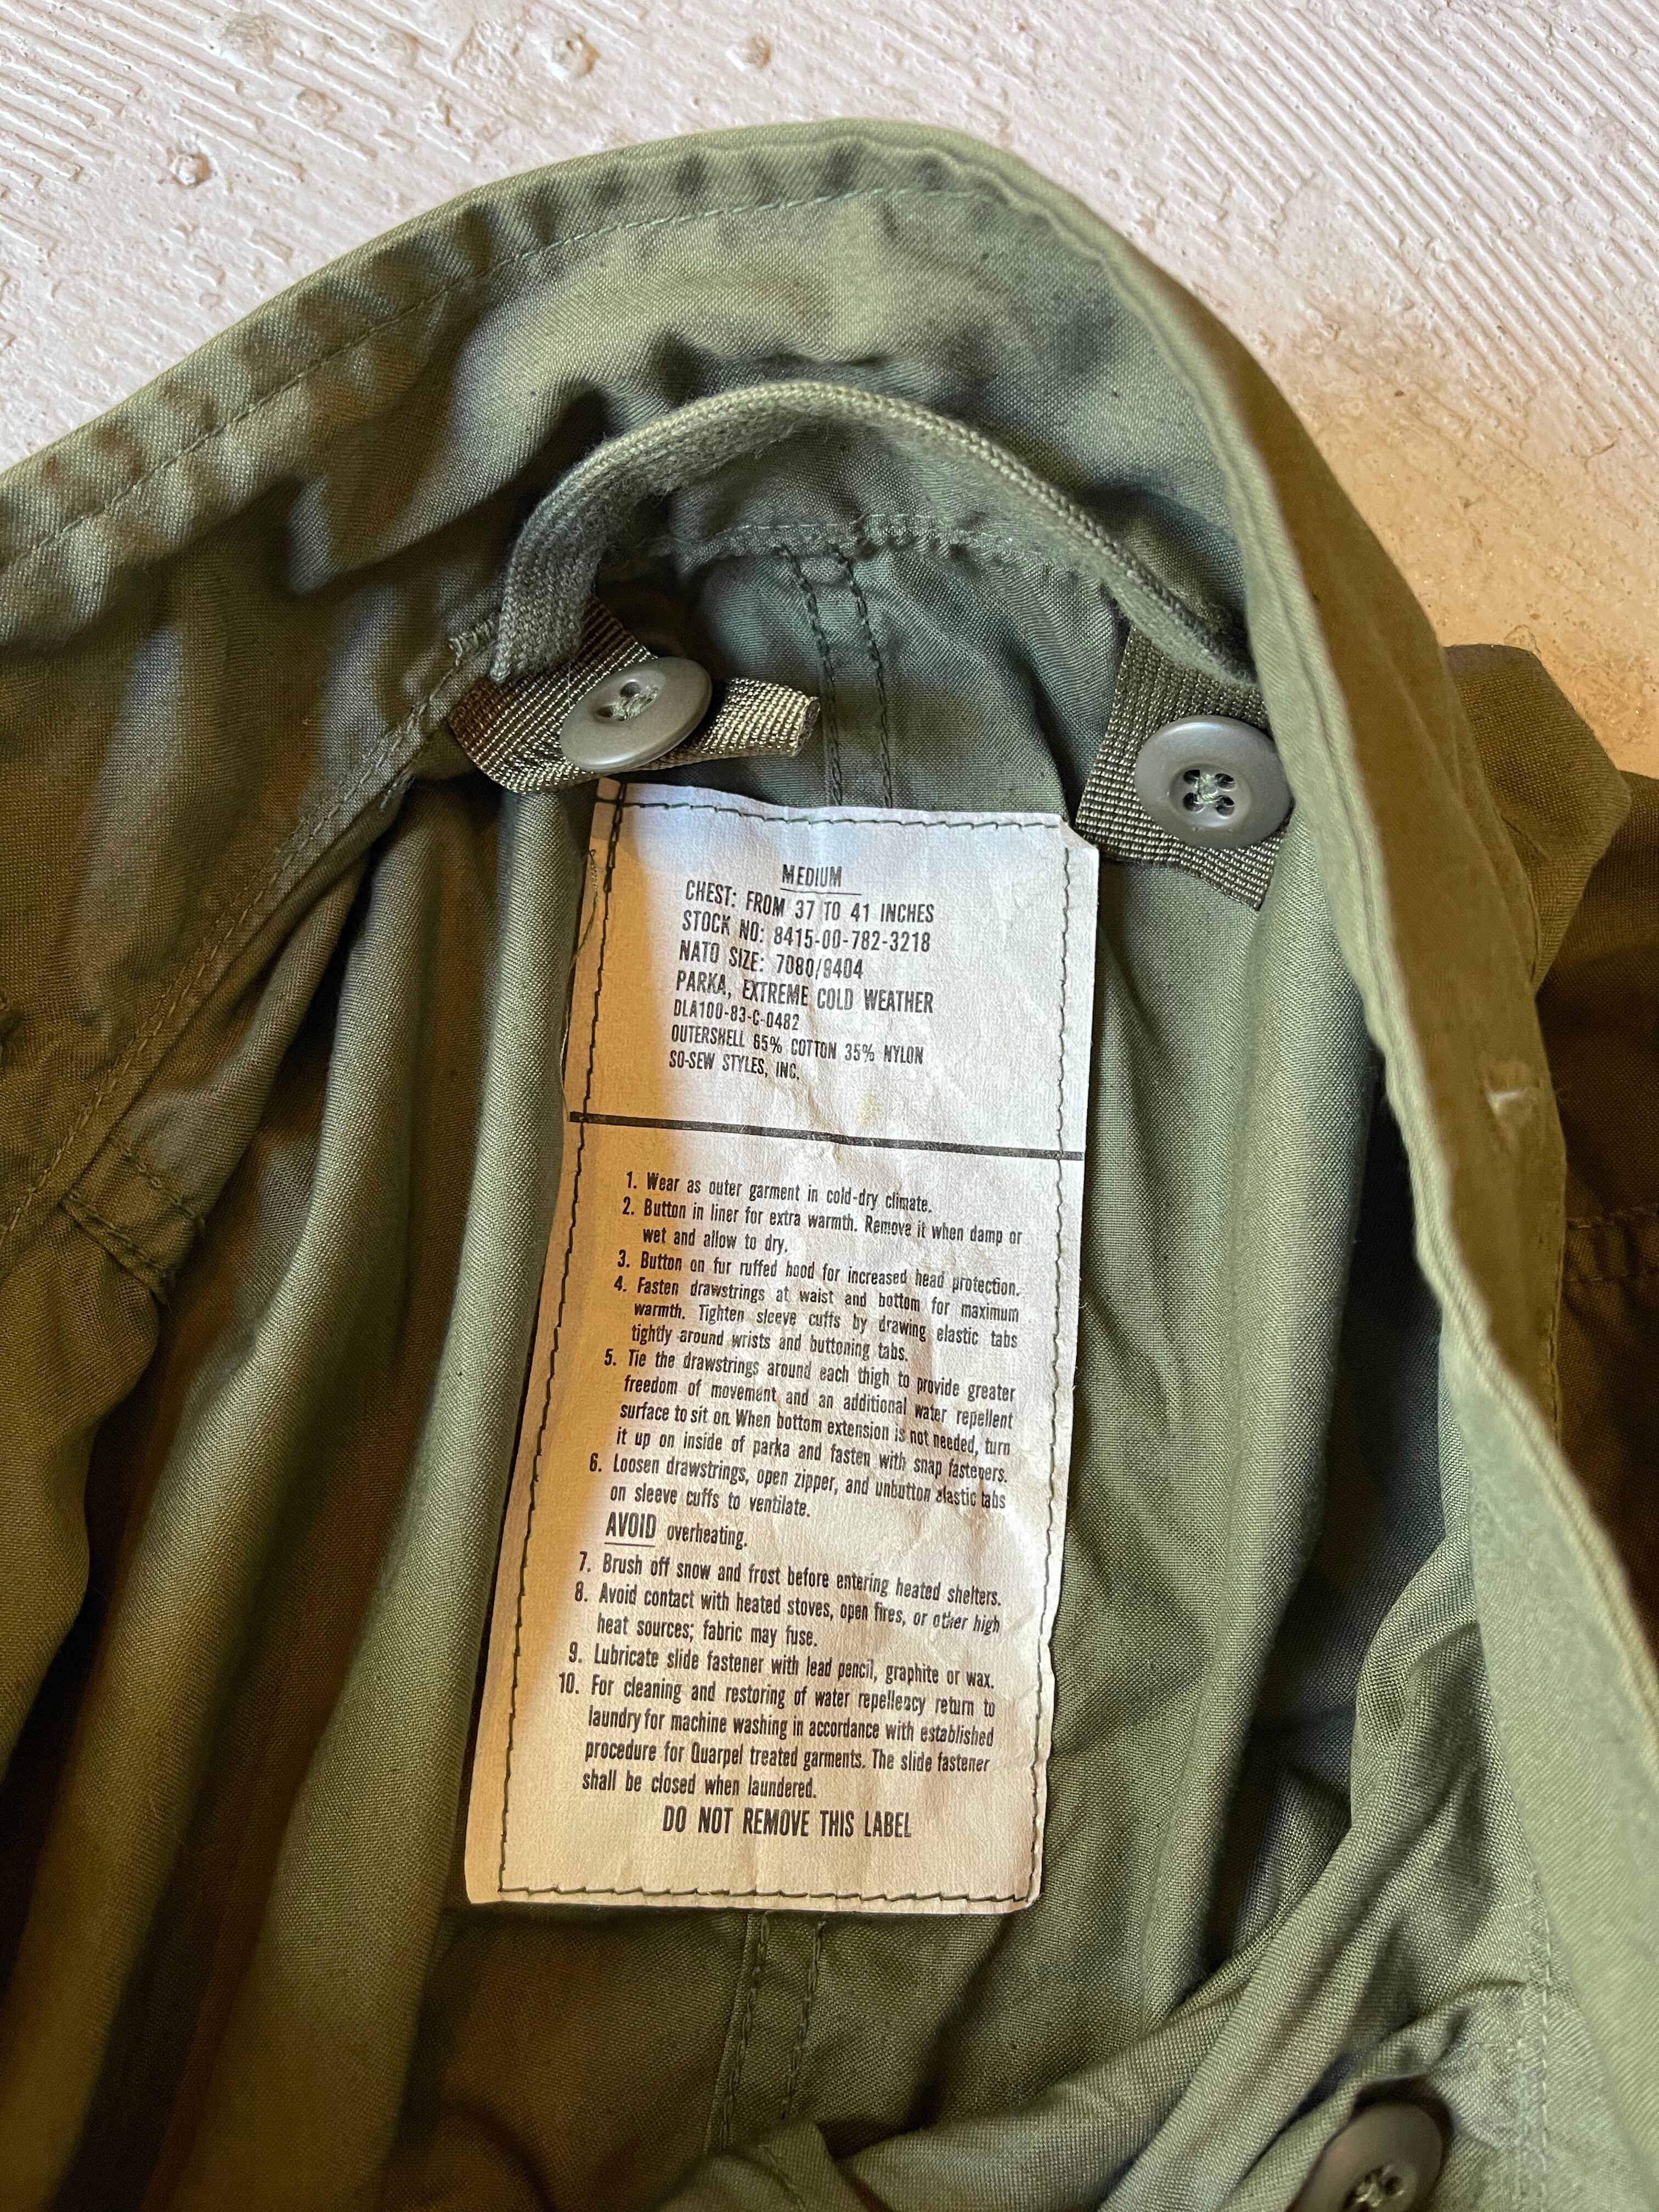 MEDIUM
CHEST: FROM 37 TO 41 INCHES
STOCK NO: 8415-00-782-3218
NATO SIZE: 7080/9404
PARKA, EXTREME COLD WEATHER
DLA100-83-C-0482
OUTERSHELL 65% COTTON 35% NYLON
SO-SEW STYLES, INC.
1. Wear as outer garment in cold-dry climate.
2. Button in liner for extra warmth. Remove it when damp or
wet and allow to dry.
3. Button on fur ruffed hood for increased head protection.
4. Fasten drawstrings at waist and bottom for maximum
warmth. Tighten sleeve cuffs by drawing elastic tabs
tightly around wrists and buttoning tabs.
5. Tie the drawstrings around each thigh to provide greater
freedom of movement and an additional water repellent
surface to sit on. When bottom extension is not needed, turn
it up on inside of parka and fasten with snap fasteners.
6. Loosen drawstrings, open zipper, and unbutton elastic tabs
on sleeve cuffs to ventilate.
AVOID overheating.
7. Brush off snow and frost before entering heated shelters.
8. Avoid contact with heated stoves, open fires, or other high
heat sources; fabric may fuse.
9. Lubricate slide fastener with lead pencil, graphite or wax.
10. For cleaning and restoring of water repellency return to
laundry for machine washing in accordance with established
procedure for Quarpel treated garments. The slide fastener
shall be closed when laundered.
DO NOT REMOVE THIS LABEL